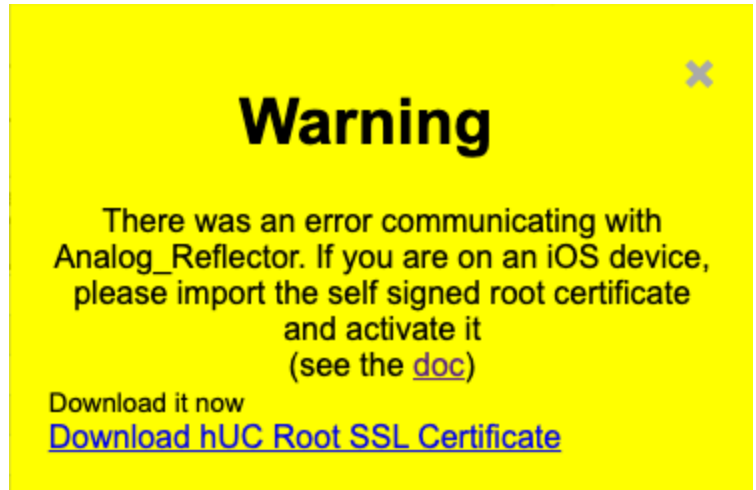 Warning
There was an error communicating with
Analog_Reflector. If you are on an iOS device,
please import the self signed root certificate
and activate it
(see the doc)
Download it now
Download hUC Root SSL Certificate